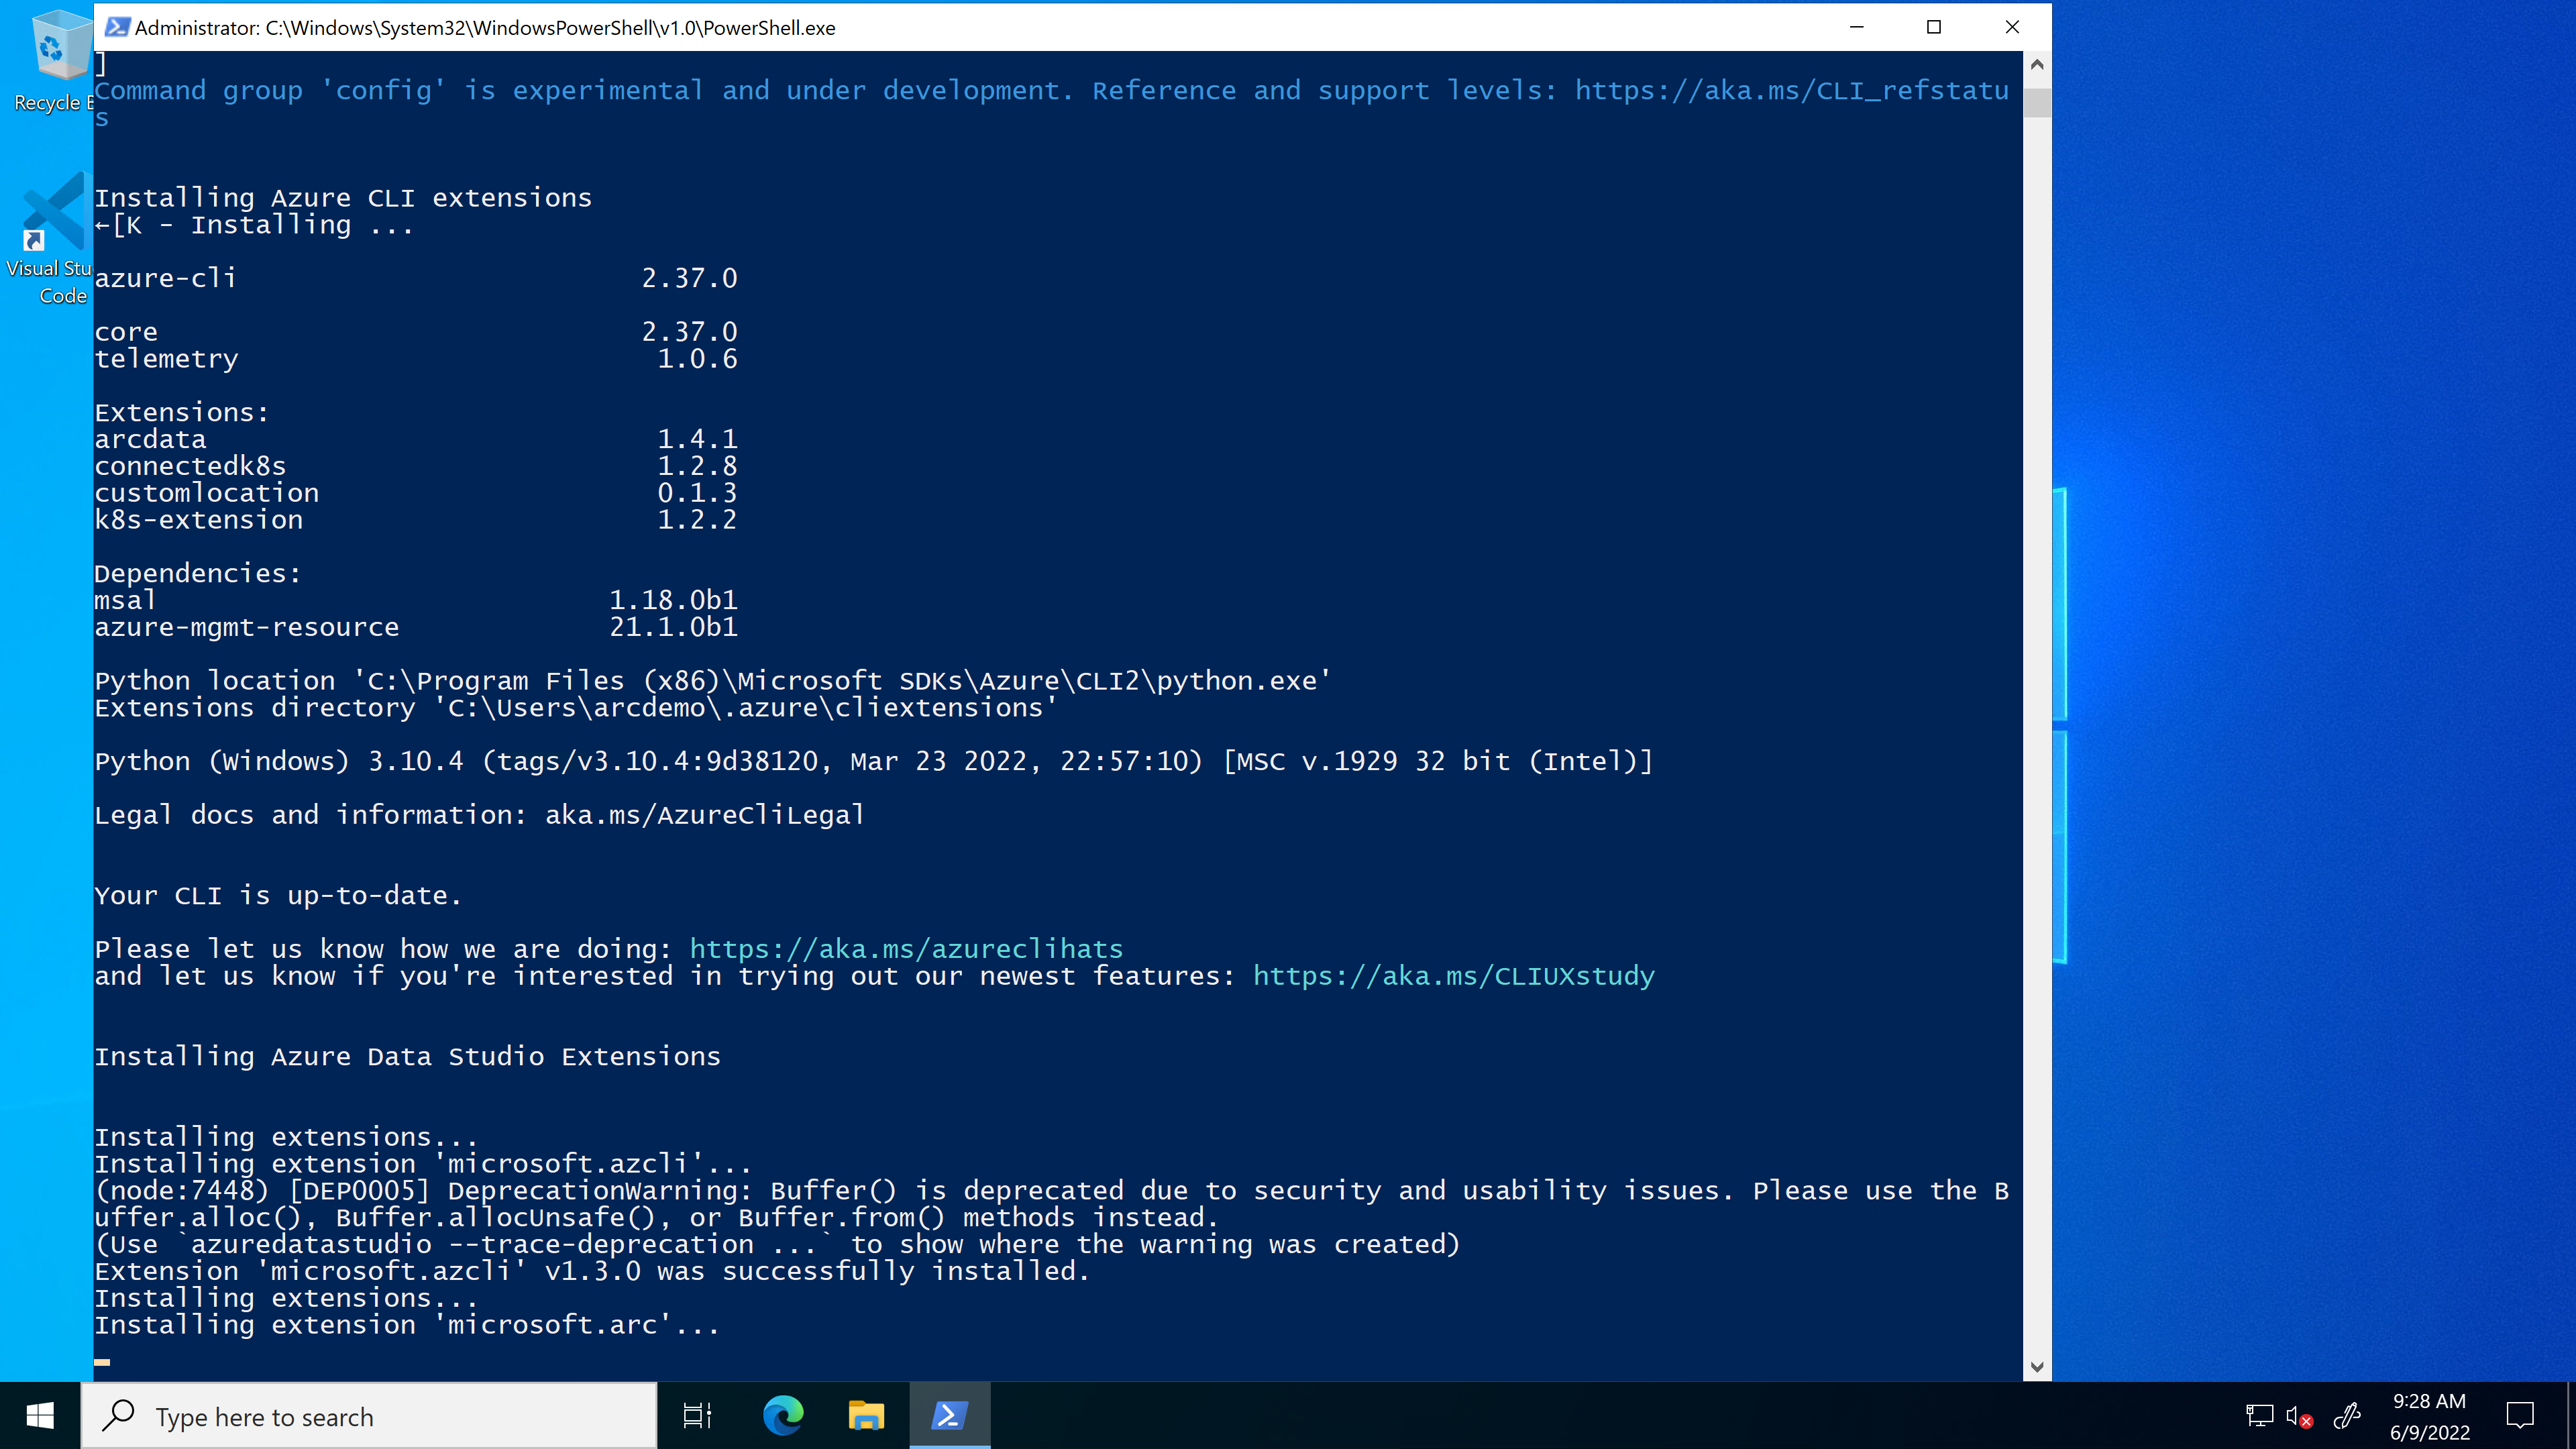 Administrator: C:\Windows\System32\WindowsPowerShell\v1.0\PowerShell.exe
]
Command group 'config' is experimental and under development. Reference and support levels: https://aka.ms/CLI_refstatu
s
Installing Azure CLI extensions
←[K - Installing ...
azure-cli                         2.37.0
core                              2.37.0
telemetry                          1.0.6
Extensions:
arcdata                            1.4.1
connectedk8s                       1.2.8
customlocation                     0.1.3
k8s-extension                      1.2.2
Dependencies:
msal                            1.18.0b1
azure-mgmt-resource             21.1.0b1
Python location 'C:\Program Files (x86)\Microsoft SDKs\Azure\CLI2\python.exe'
Extensions directory 'C:\Users\arcdemo\.azure\cliextensions'
Python (Windows) 3.10.4 (tags/v3.10.4:9d38120, Mar 23 2022, 22:57:10) [MSC v.1929 32 bit (Intel)]
Legal docs and information: aka.ms/AzureCliLegal
Your CLI is up-to-date.
Please let us know how we are doing: https://aka.ms/azureclihats
and let us know if you're interested in trying out our newest features: https://aka.ms/CLIUXstudy
Installing Azure Data Studio Extensions
Installing extensions...
Installing extension 'microsoft.azcli'...
(node:7448) [DEP0005] DeprecationWarning: Buffer() is deprecated due to security and usability issues. Please use the B
uffer.alloc(), Buffer.allocUnsafe(), or Buffer.from() methods instead.
(Use `azuredatastudio --trace-deprecation ...` to show where the warning was created)
Extension 'microsoft.azcli' v1.3.0 was successfully installed.
Installing extensions...
Installing extension 'microsoft.arc'...
Recycle B
Visual Stu
Code
Type here to search
9:28 AM
6/9/2022